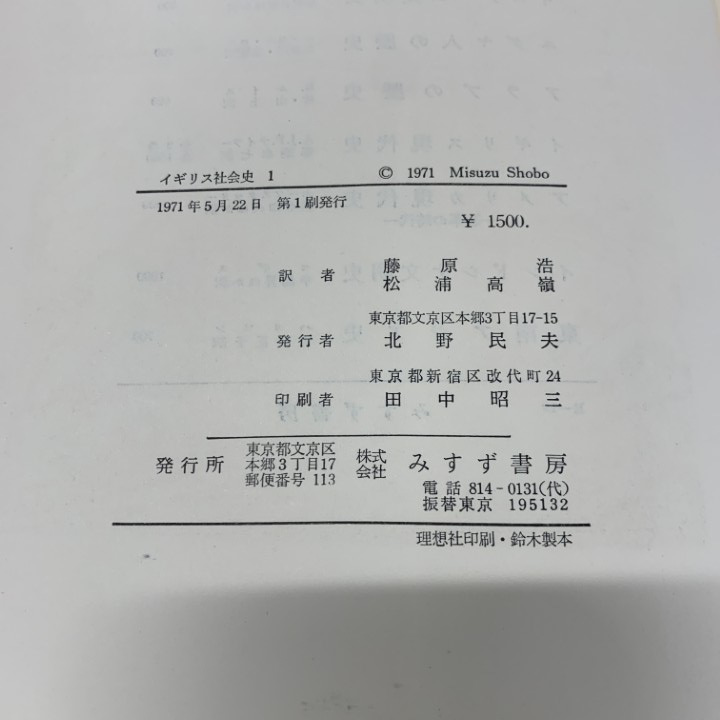 イギリス社会史 1
© 1971 Misuzu Shobo
1971年5月22日 第1刷発行
¥ 1500.
訳者 藤原浩
松浦高嶺
東京都文京区本郷3丁目17-15
発行者 北野民夫
東京都新宿区改代町24
印刷者 田中昭三
発行所
東京都文京区
本郷3丁目17
郵便番号 113
株式
会社
みすず書房
電話 814-0131(代)
振替東京 195132
理想社印刷・鈴木製本